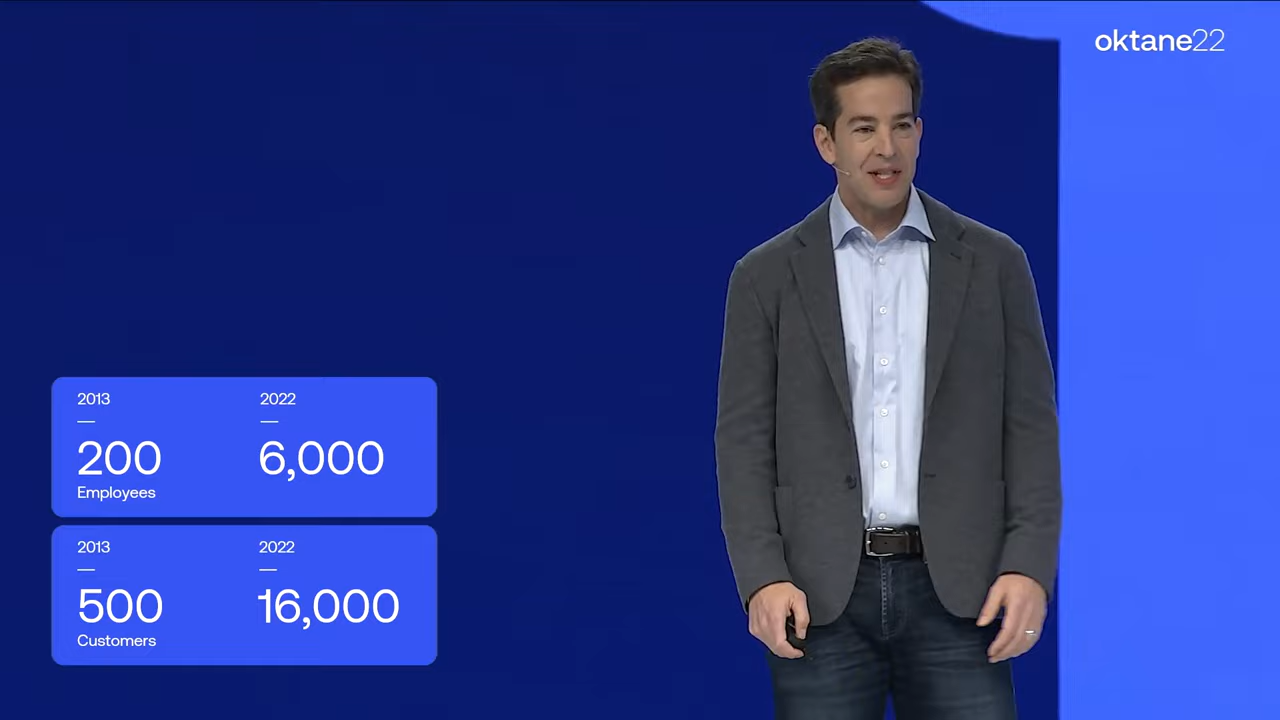 oktane22
2013
2022
200
6,000
Employees
2013
2022
500
16,000
Customers